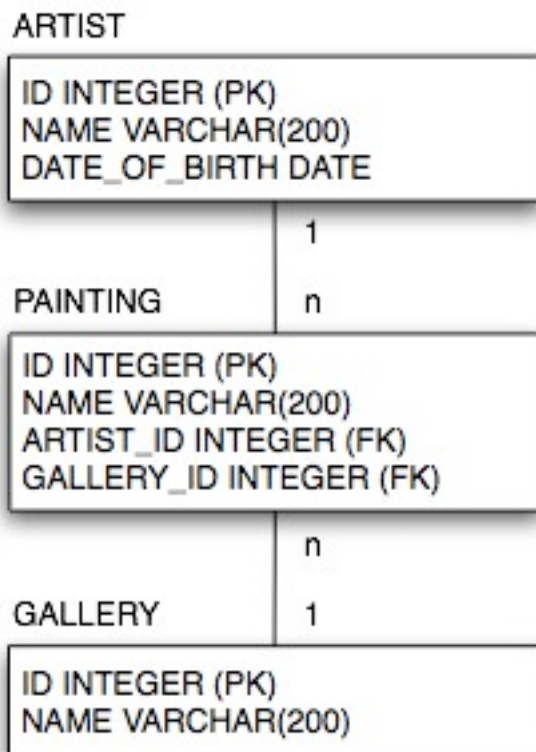 ARTIST
ID INTEGER (PK)
NAME VARCHAR(200)
DATE_OF_BIRTH DATE
1
PAINTING n
ID INTEGER (PK)
NAME VARCHAR(200)
ARTIST_ID INTEGER (FK)
GALLERY_ID INTEGER (FK)
n
GALLERY 1
ID INTEGER (PK)
NAME VARCHAR(200)